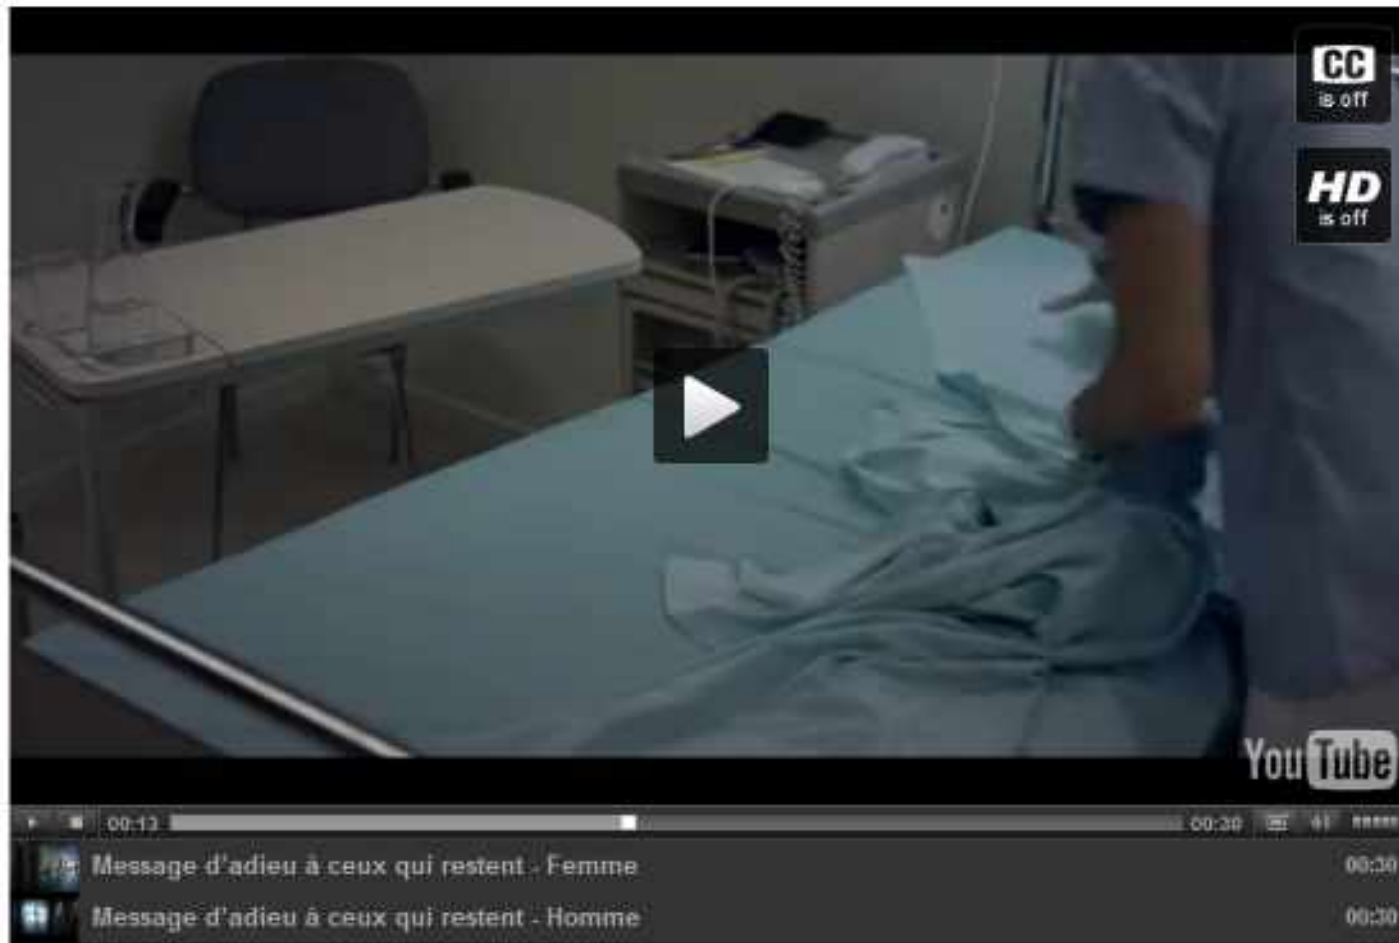 CC
is off
HD
is off
YouTube
00:13 00:30
Message d'adieu à ceux qui restent - Femme 00:30
Message d'adieu à ceux qui restent - Homme 00:30